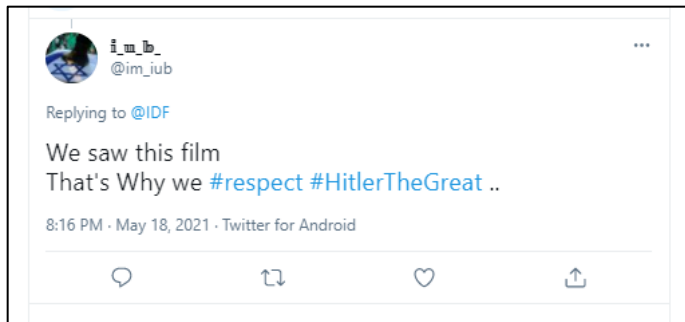 i_m_b_
@im_iub
Replying to @IDF
We saw this film
That's Why we #respect #HitlerTheGreat ..
8:16 PM · May 18, 2021 · Twitter for Android